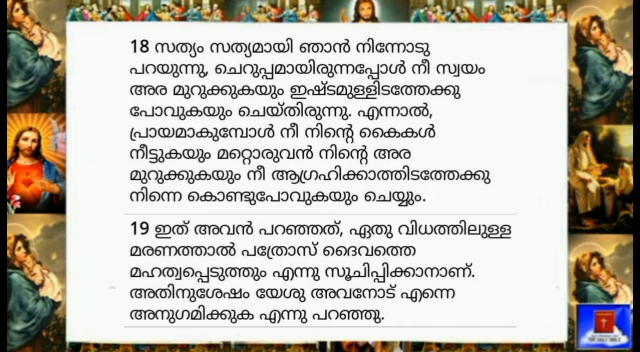 18 സത്യം സത്യമായി ഞാൻ നിന്നോടു
പറയുന്നു, ചെറുപ്പമായിരുന്നപ്പോൾ നീ സ്വയം
അര മുറുക്കുകയും ഇഷ്ടമുള്ളിടത്തേക്കു
പോവുകയും ചെയ്തിരുന്നു. എന്നാൽ,
പ്രായമാകുമ്പോൾ നീ നിന്റെ കൈകൾ
നീട്ടുകയും മറ്റൊരുവൻ നിന്റെ അര
മുറുക്കുകയും നീ ആഗ്രഹിക്കാത്തിടത്തേക്കു
നിന്നെ കൊണ്ടുപോവുകയും ചെയ്യും.
19 ഇത് അവൻ പറഞ്ഞത്, ഏതു വിധത്തിലുള്ള
മരണത്താൽ പത്രോസ് ദൈവത്തെ
മഹത്വപ്പെടുത്തും എന്നു സൂചിപ്പിക്കാനാണ്.
അതിനുശേഷം യേശു അവനോട് എന്നെ
അനുഗമിക്കുക എന്നു പറഞ്ഞു.